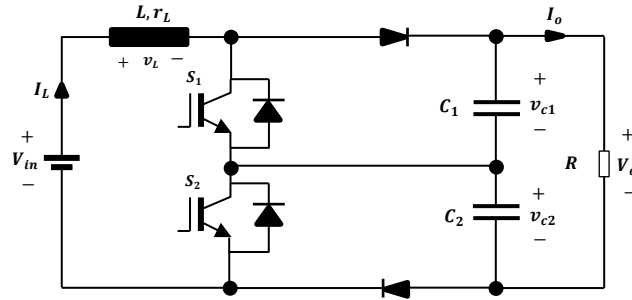 L, r_L
+ v_L −
I_o
I_L
S_1
C_1
+
v_c1
−
+
V_in
−
S_2
R
+
V_o
−
C_2
+
v_c2
−